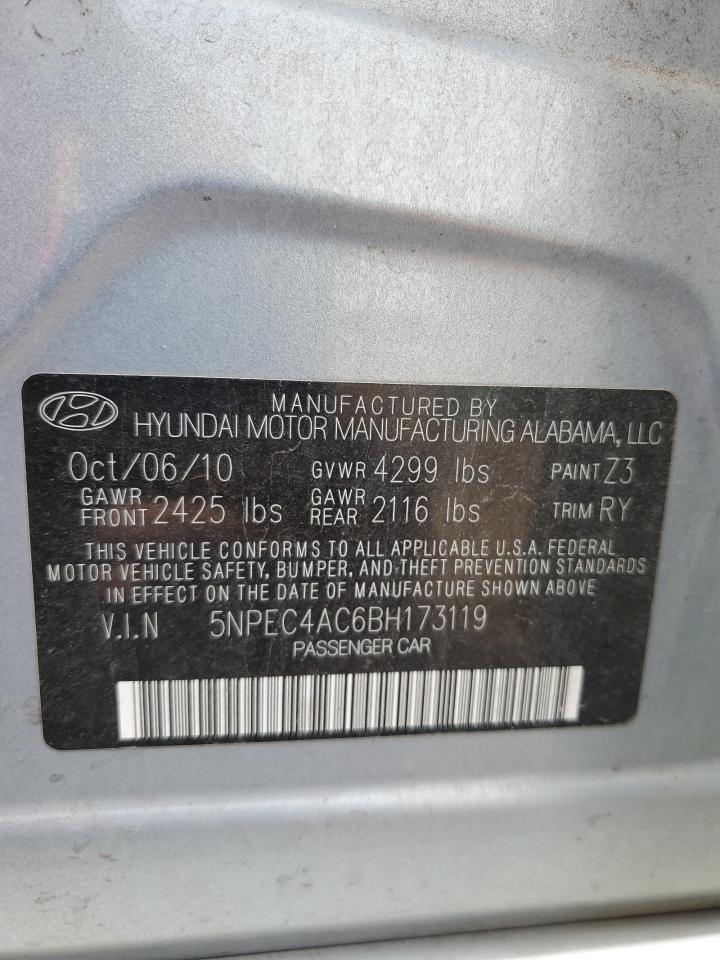 MANUFACTURED BY
HYUNDAI MOTOR MANUFACTURING ALABAMA, LLC
Oct/06/10 GVWR 4299 lbs PAINT Z3
GAWR FRONT 2425 lbs GAWR REAR 2116 lbs TRIM RY
THIS VEHICLE CONFORMS TO ALL APPLICABLE U.S.A. FEDERAL
MOTOR VEHICLE SAFETY, BUMPER, AND THEFT PREVENTION STANDARDS
IN EFFECT ON THE DATE OF MANUFACTURE SHOWN ABOVE
V.I.N 5NPEC4AC6BH173119
PASSENGER CAR